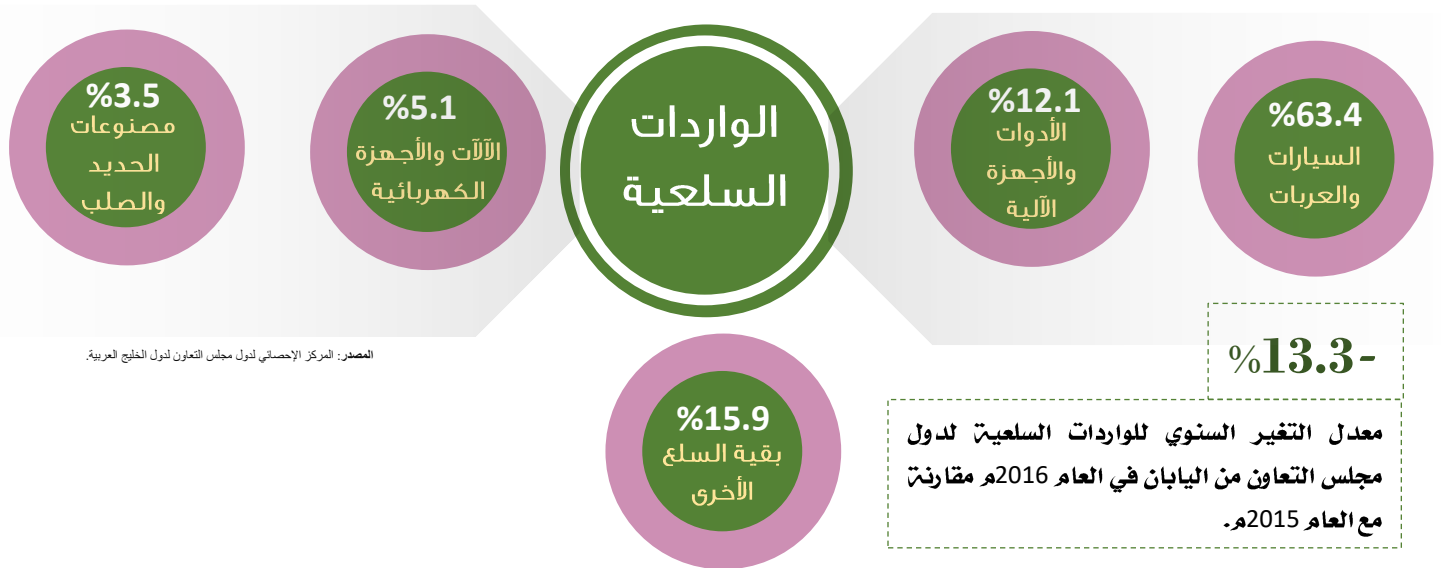 %63.4
السيارات
والعربات
%12.1
الأدوات
والأجهزة
الآلية
الواردات
السلعية
%5.1
الآلات والأجهزة
الكهربائية
%3.5
مصنوعات
الحديد
والصلب
%13.3-
معدل التغير السنوي للواردات السلعية لدول
مجلس التعاون من اليابان في العام 2016م مقارنة
مع العام 2015م.
%15.9
بقية السلع
الأخرى
المصدر: المركز الإحصائي لدول مجلس التعاون لدول الخليج العربية.